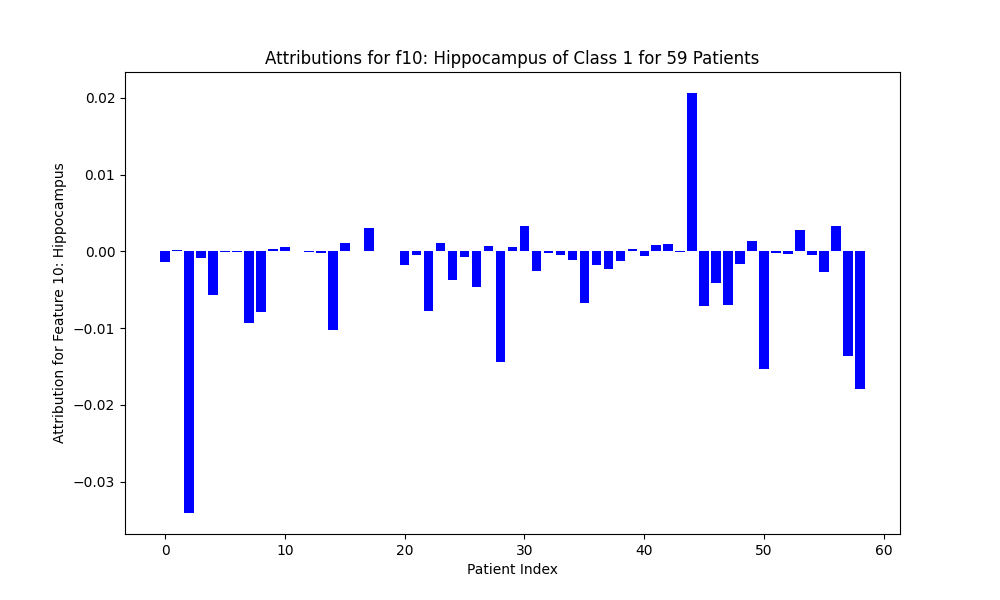 Attributions for f10: Hippocampus of Class 1 for 59 Patients
Attribution for Feature 10: Hippocampus
0.02
0.01
0.00
−0.01
−0.02
−0.03
0 10 20 30 40 50 60
Patient Index